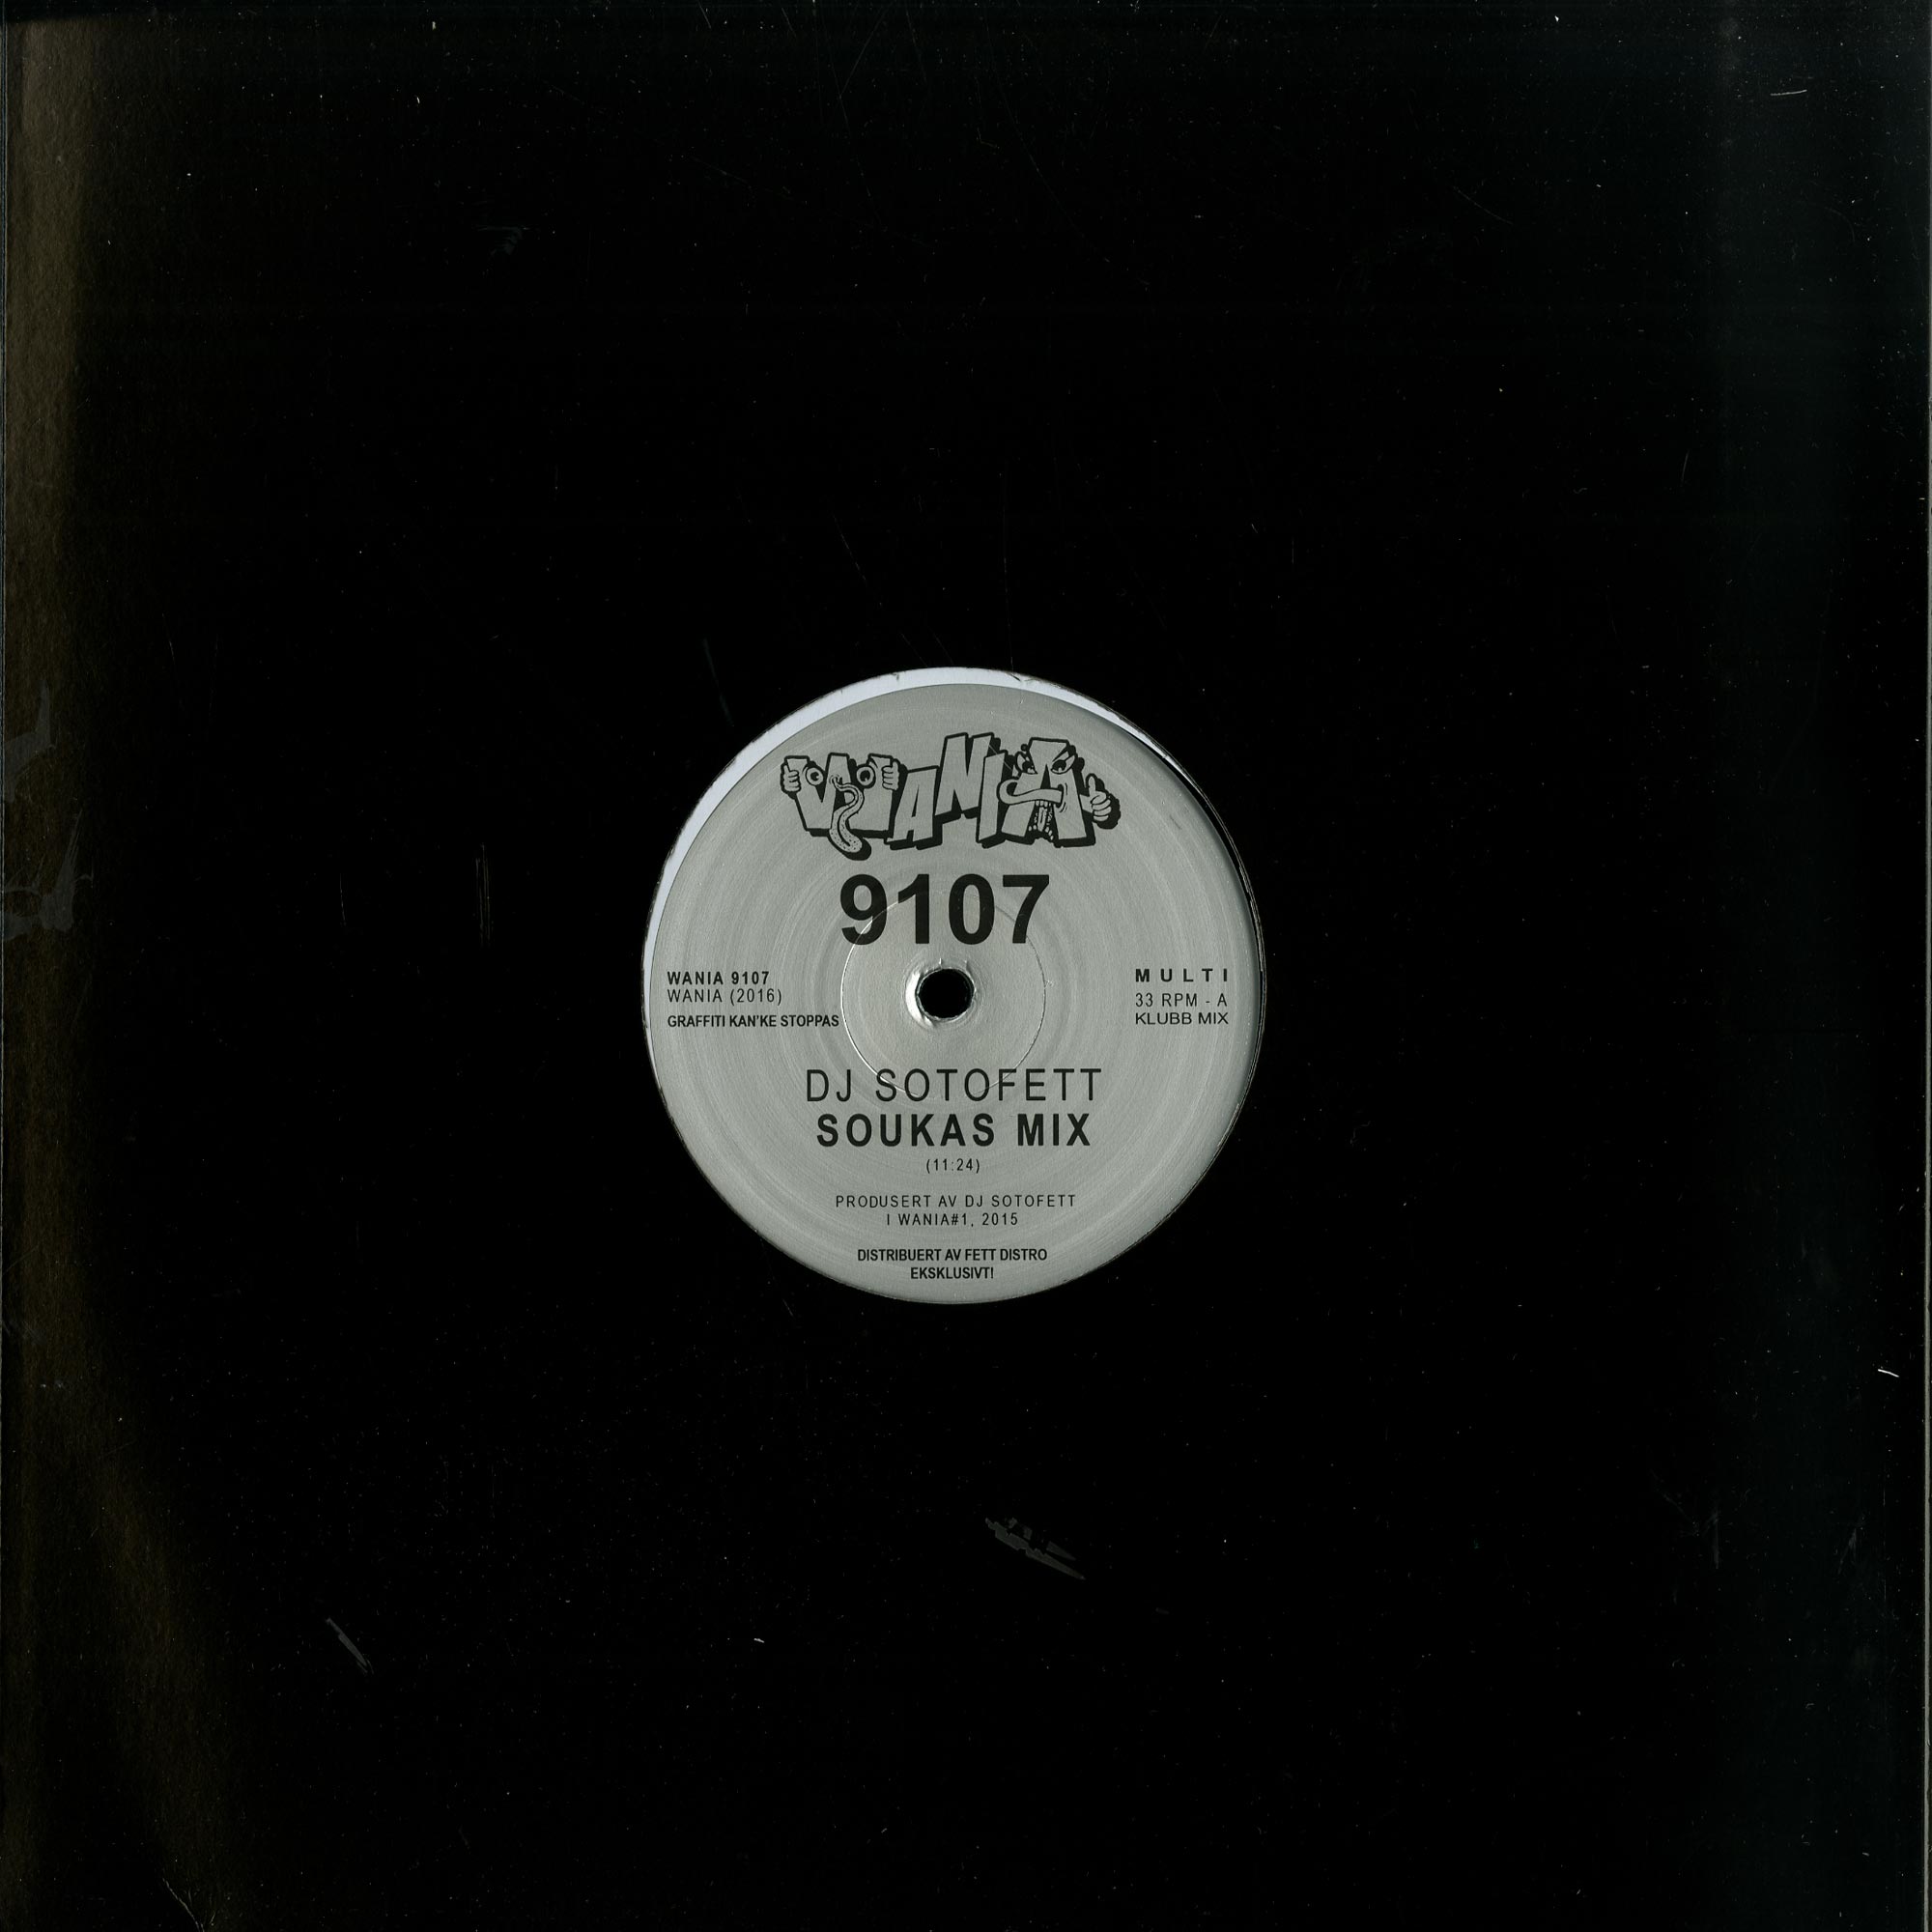 WANIA
9107
WANIA 9107
WANIA (2016)
GRAFFITI KAN'KE STOPPAS
MULTI
33 RPM - A
KLUBB MIX
DJ SOTOFETT
SOUKAS MIX
(11:24)
PRODUSERT AV DJ SOTOFETT
I WANIA#1, 2015
DISTRIBUERT AV FETT DISTRO
EKSKLUSIVT!